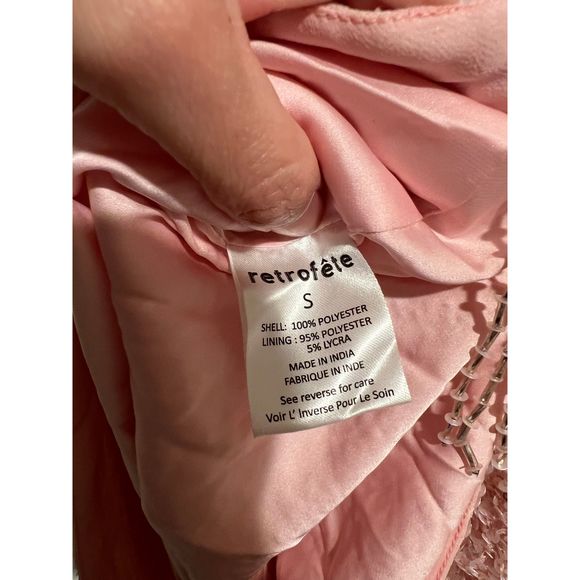 retrofête
S
SHELL: 100% POLYESTER
LINING : 95% POLYESTER
5% LYCRA
MADE IN INDIA
FABRIQUE IN INDE
See reverse for care
Voir L' Inverse Pour Le Soin